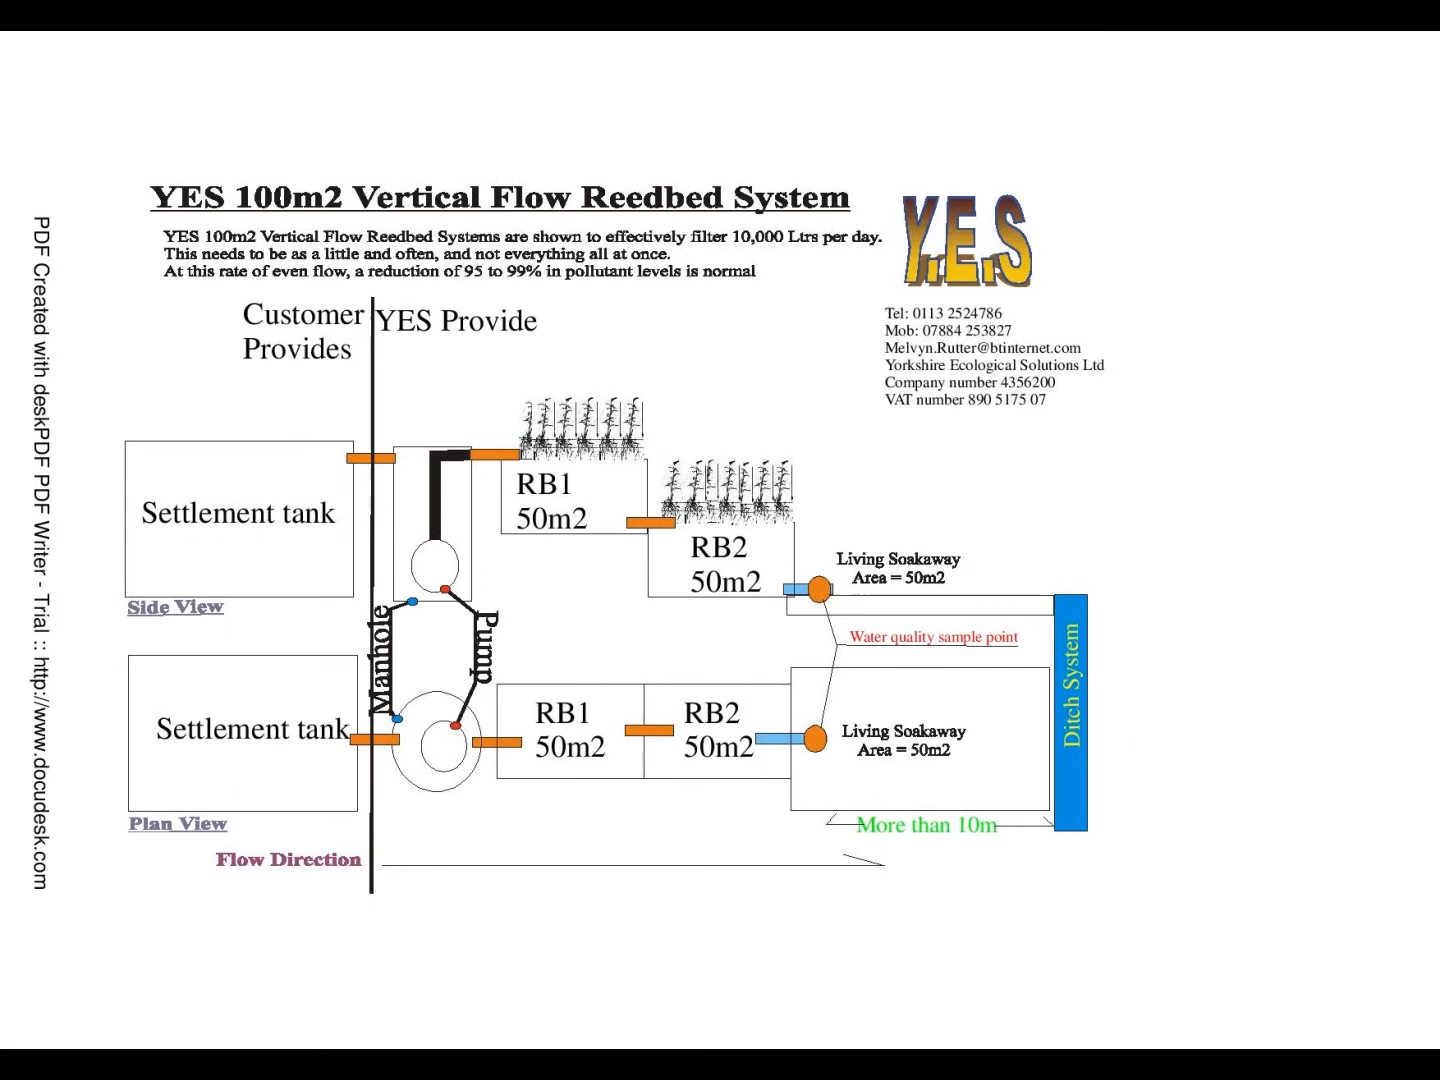 YES 100m2 Vertical Flow Reedbed System
YES 100m2 Vertical Flow Reedbed Systems are shown to effectively filter 10,000 Ltrs per day.
This needs to be as a little and often, and not everything all at once.
At this rate of even flow, a reduction of 95 to 99% in pollutant levels is normal
Y.E.S
Tel: 0113 2524786
Mob: 07884 253827
Melvyn.Rutter@btinternet.com
Yorkshire Ecological Solutions Ltd
Company number 4356200
VAT number 890 5175 07
Customer
Provides
YES Provide
Settlement tank
RB1
50m2
RB2
50m2
Living Soakaway
Area = 50m2
Side View
Manhole
Pump
Water quality sample point
Ditch System
Settlement tank
RB1
50m2
RB2
50m2
Living Soakaway
Area = 50m2
Plan View
More than 10m
Flow Direction
PDF Created with deskPDF PDF Writer - Trial :: http://www.docudesk.com